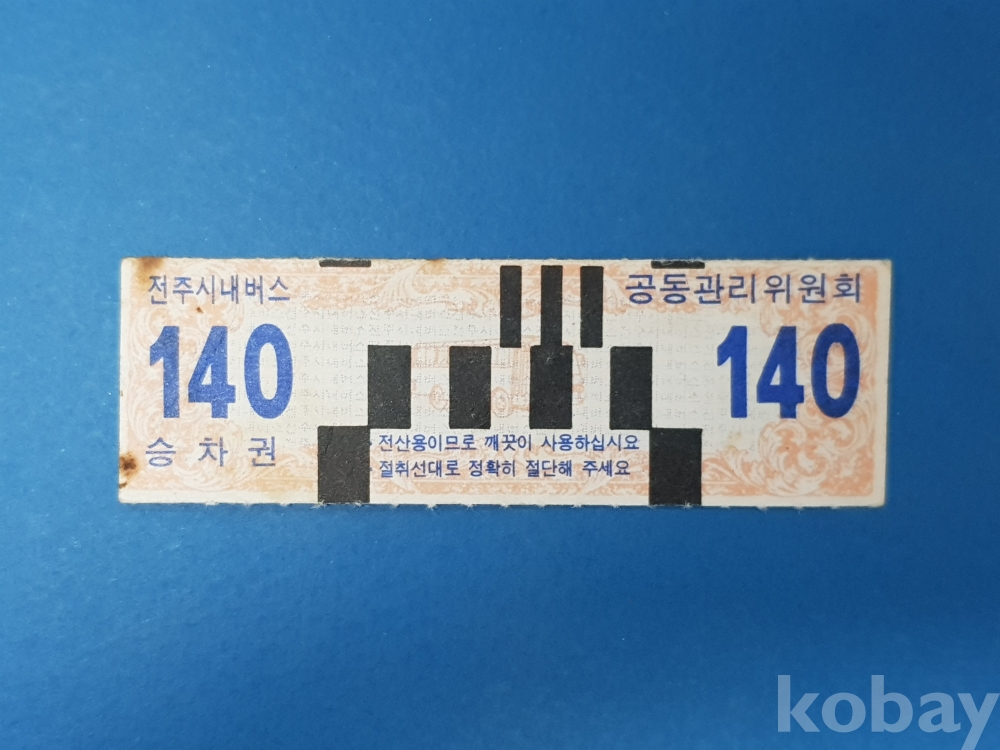 전주시내버스
공동관리위원회
140
140
승차권
전산용이므로 깨끗이 사용하십시요
절취선대로 정확히 절단해 주세요
kobay